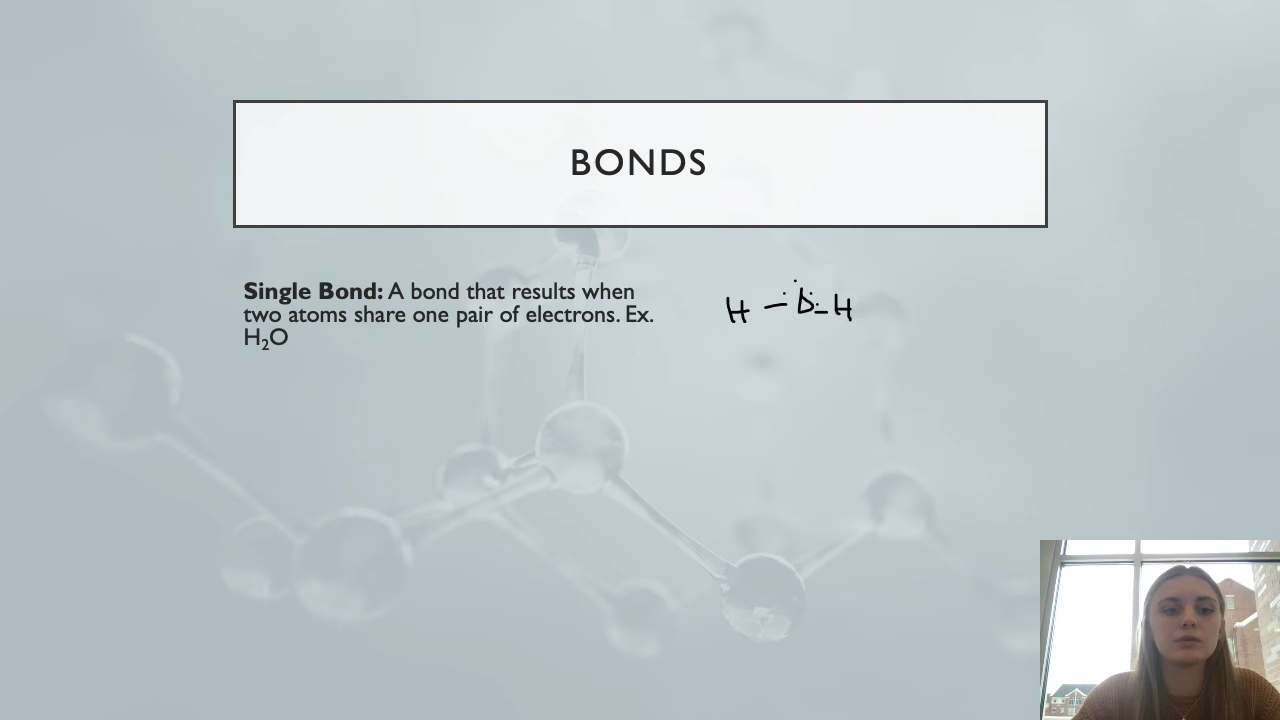 BONDS
Single Bond: A bond that results when
two atoms share one pair of electrons. Ex.
H₂O
H – O – H